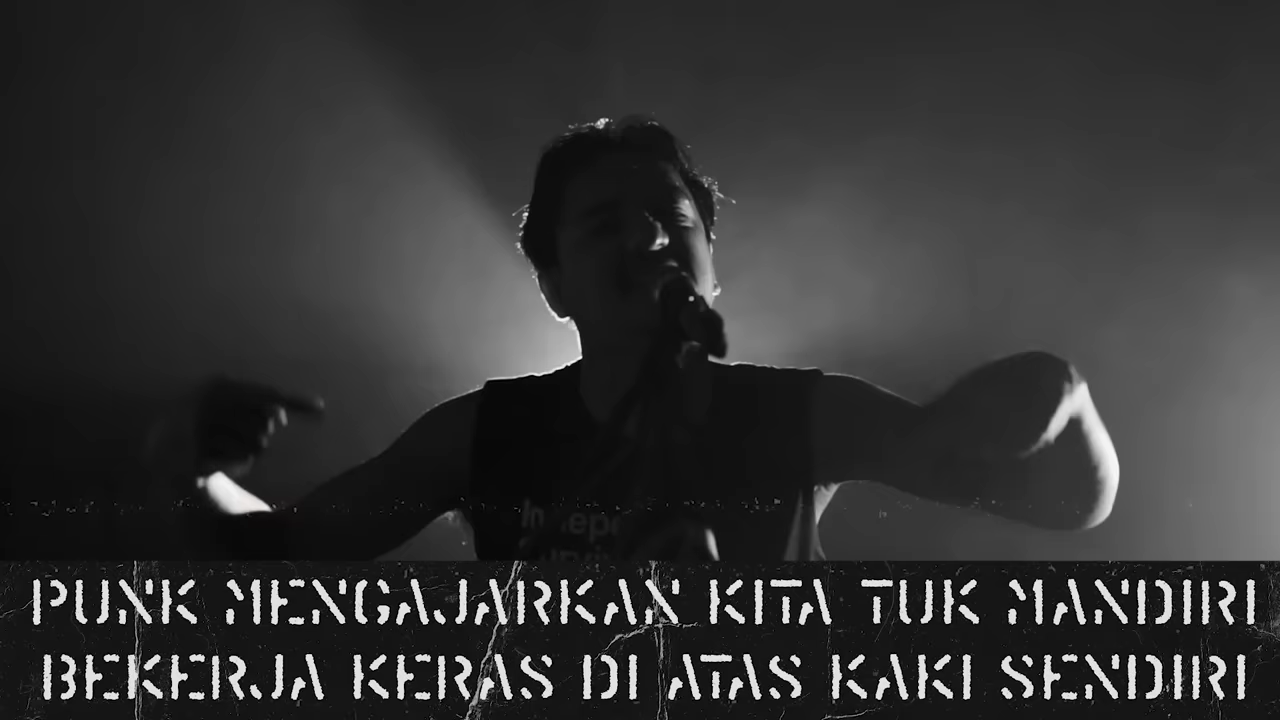 PUNK MENGAJARKAN KITA TUK MANDIRI
BEKERJA KERAS DI ATAS KAKI SENDIRI